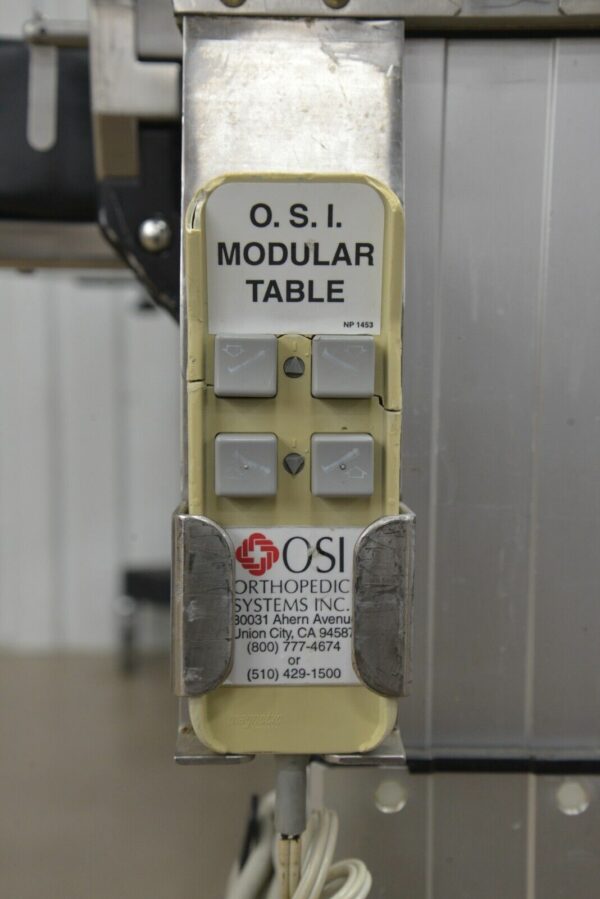 O. S. I.
MODULAR
TABLE
NP 1453
OSI
ORTHOPEDIC
SYSTEMS INC.
30031 Ahern Avenu
Union City, CA 94587
(800) 777-4674
or
(510) 429-1500